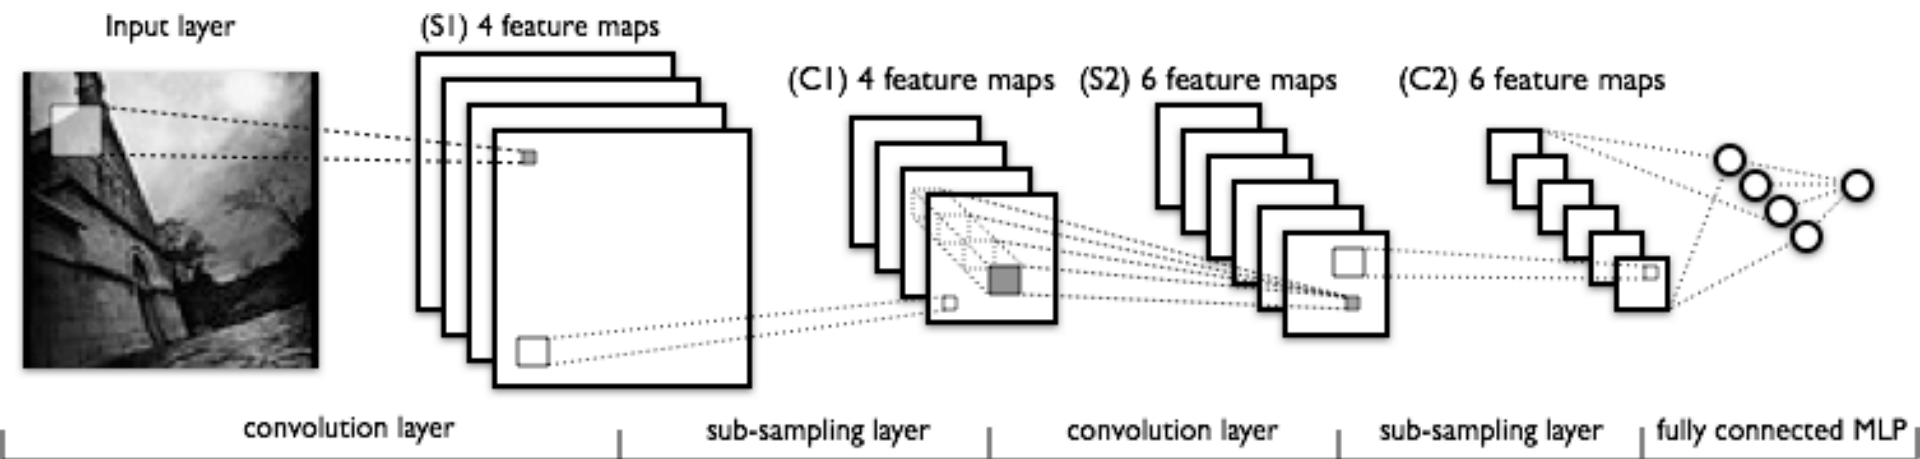 Input layer
(S1) 4 feature maps
(C1) 4 feature maps
(S2) 6 feature maps
(C2) 6 feature maps
convolution layer
sub-sampling layer
convolution layer
sub-sampling layer
fully connected MLP